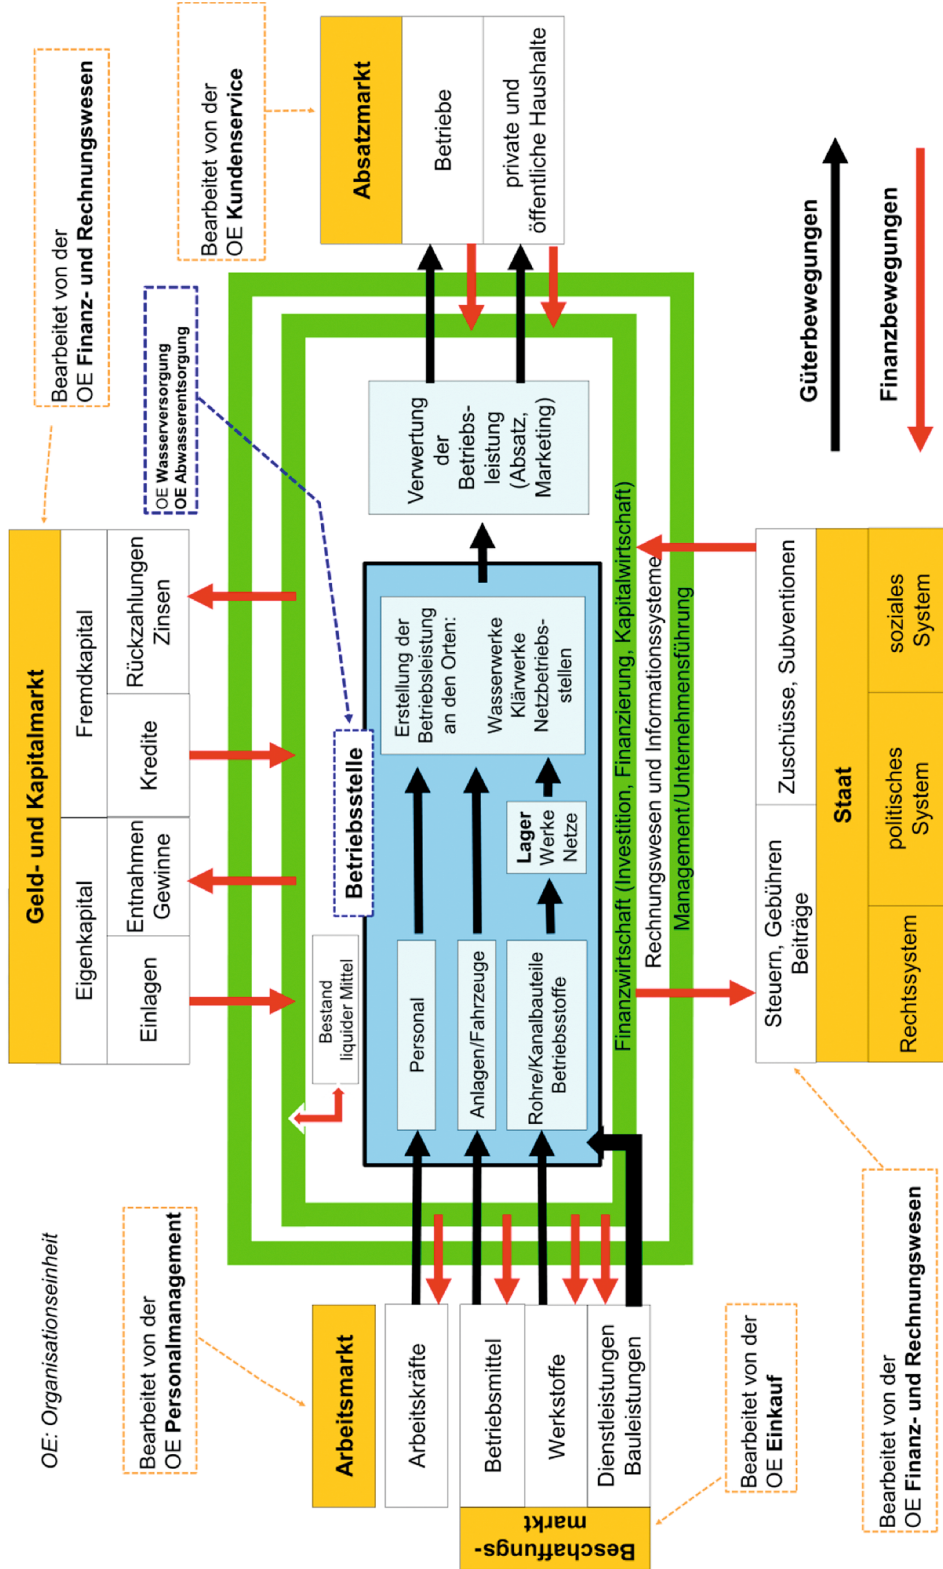 OE: Organisationseinheit
Geld- und Kapitalmarkt
Eigenkapital
Fremdkapital
Einlagen
Entnahmen
Gewinne
Kredite
Rückzahlungen
Zinsen
Bearbeitet von der
OE Finanz- und Rechnungswesen
Bearbeitet von der
OE Personalmanagement
OE Wasserversorgung
OE Abwasserentsorgung
Bearbeitet von der
OE Kundenservice
Arbeitsmarkt
Arbeitskräfte
Beschaffungs-
markt
Betriebsmittel
Werkstoffe
Dienstleistungen
Bauleistungen
Bearbeitet von der
OE Einkauf
Bestand
liquider Mittel
Betriebsstelle
Personal
Anlagen/Fahrzeuge
Rohre/Kanalbauteile
Betriebsstoffe
Lager
Werke
Netze
Erstellung der
Betriebsleistung
an den Orten:
Wasserwerke
Klärwerke
Netzbetriebs-
stellen
Verwertung
der
Betriebs-
leistung
(Absatz,
Marketing)
Absatzmarkt
Betriebe
private und
öffentliche Haushalte
Finanzwirtschaft (Investition, Finanzierung, Kapitalwirtschaft)
Rechnungswesen und Informationssysteme
Management/Unternehmensführung
Steuern, Gebühren
Beiträge
Zuschüsse, Subventionen
Staat
Rechtssystem
politisches
System
soziales
System
Bearbeitet von der
OE Finanz- und Rechnungswesen
Güterbewegungen
Finanzbewegungen